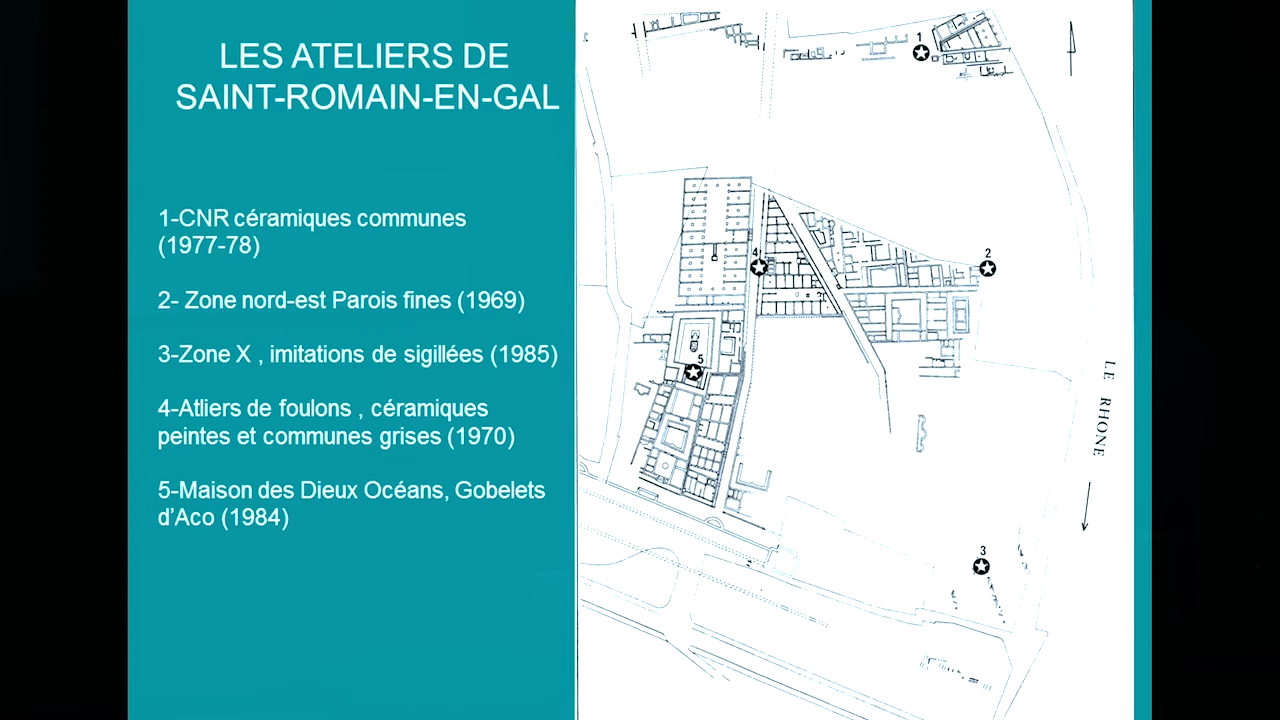 LES ATELIERS DE
SAINT-ROMAIN-EN-GAL
1-CNR céramiques communes
(1977-78)
2- Zone nord-est Parois fines (1969)
3-Zone X , imitations de sigillées (1985)
4-Atliers de foulons , céramiques
peintes et communes grises (1970)
5-Maison des Dieux Océans, Gobelets
d’Aco (1984)
1
2
4
5
LE RHONE
3